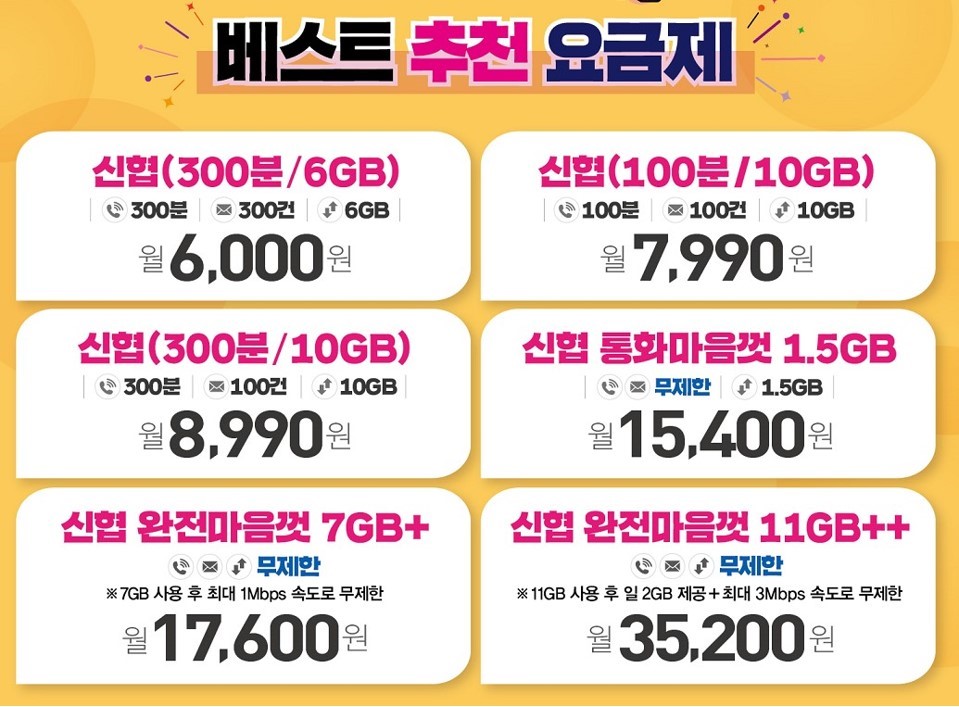 베스트 추천 요금제
신협(300분/6GB)
300분 300건 6GB
월 6,000원
신협(100분/10GB)
100분 100건 10GB
월 7,990원
신협(300분/10GB)
300분 100건 10GB
월 8,990원
신협 통화마음껏 1.5GB
무제한 1.5GB
월 15,400원
신협 완전마음껏 7GB+
무제한
※7GB 사용 후 최대 1Mbps 속도로 무제한
월 17,600원
신협 완전마음껏 11GB++
무제한
※11GB 사용 후 일 2GB 제공+최대 3Mbps 속도로 무제한
월 35,200원